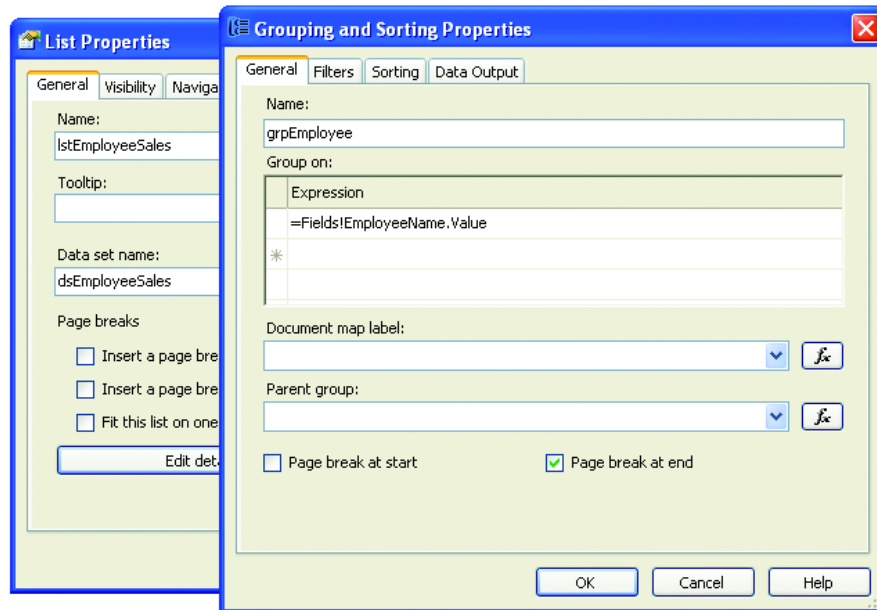 List Properties
General Visibility Naviga
Name:
lstEmployeeSales
Tooltip:
Data set name:
dsEmployeeSales
Page breaks
Insert a page bre
Insert a page bre
Fit this list on one
Edit deta
Grouping and Sorting Properties
General Filters Sorting Data Output
Name:
grpEmployee
Group on:
Expression
=Fields!EmployeeName.Value
Document map label:
fx
Parent group:
fx
Page break at start Page break at end
OK Cancel Help